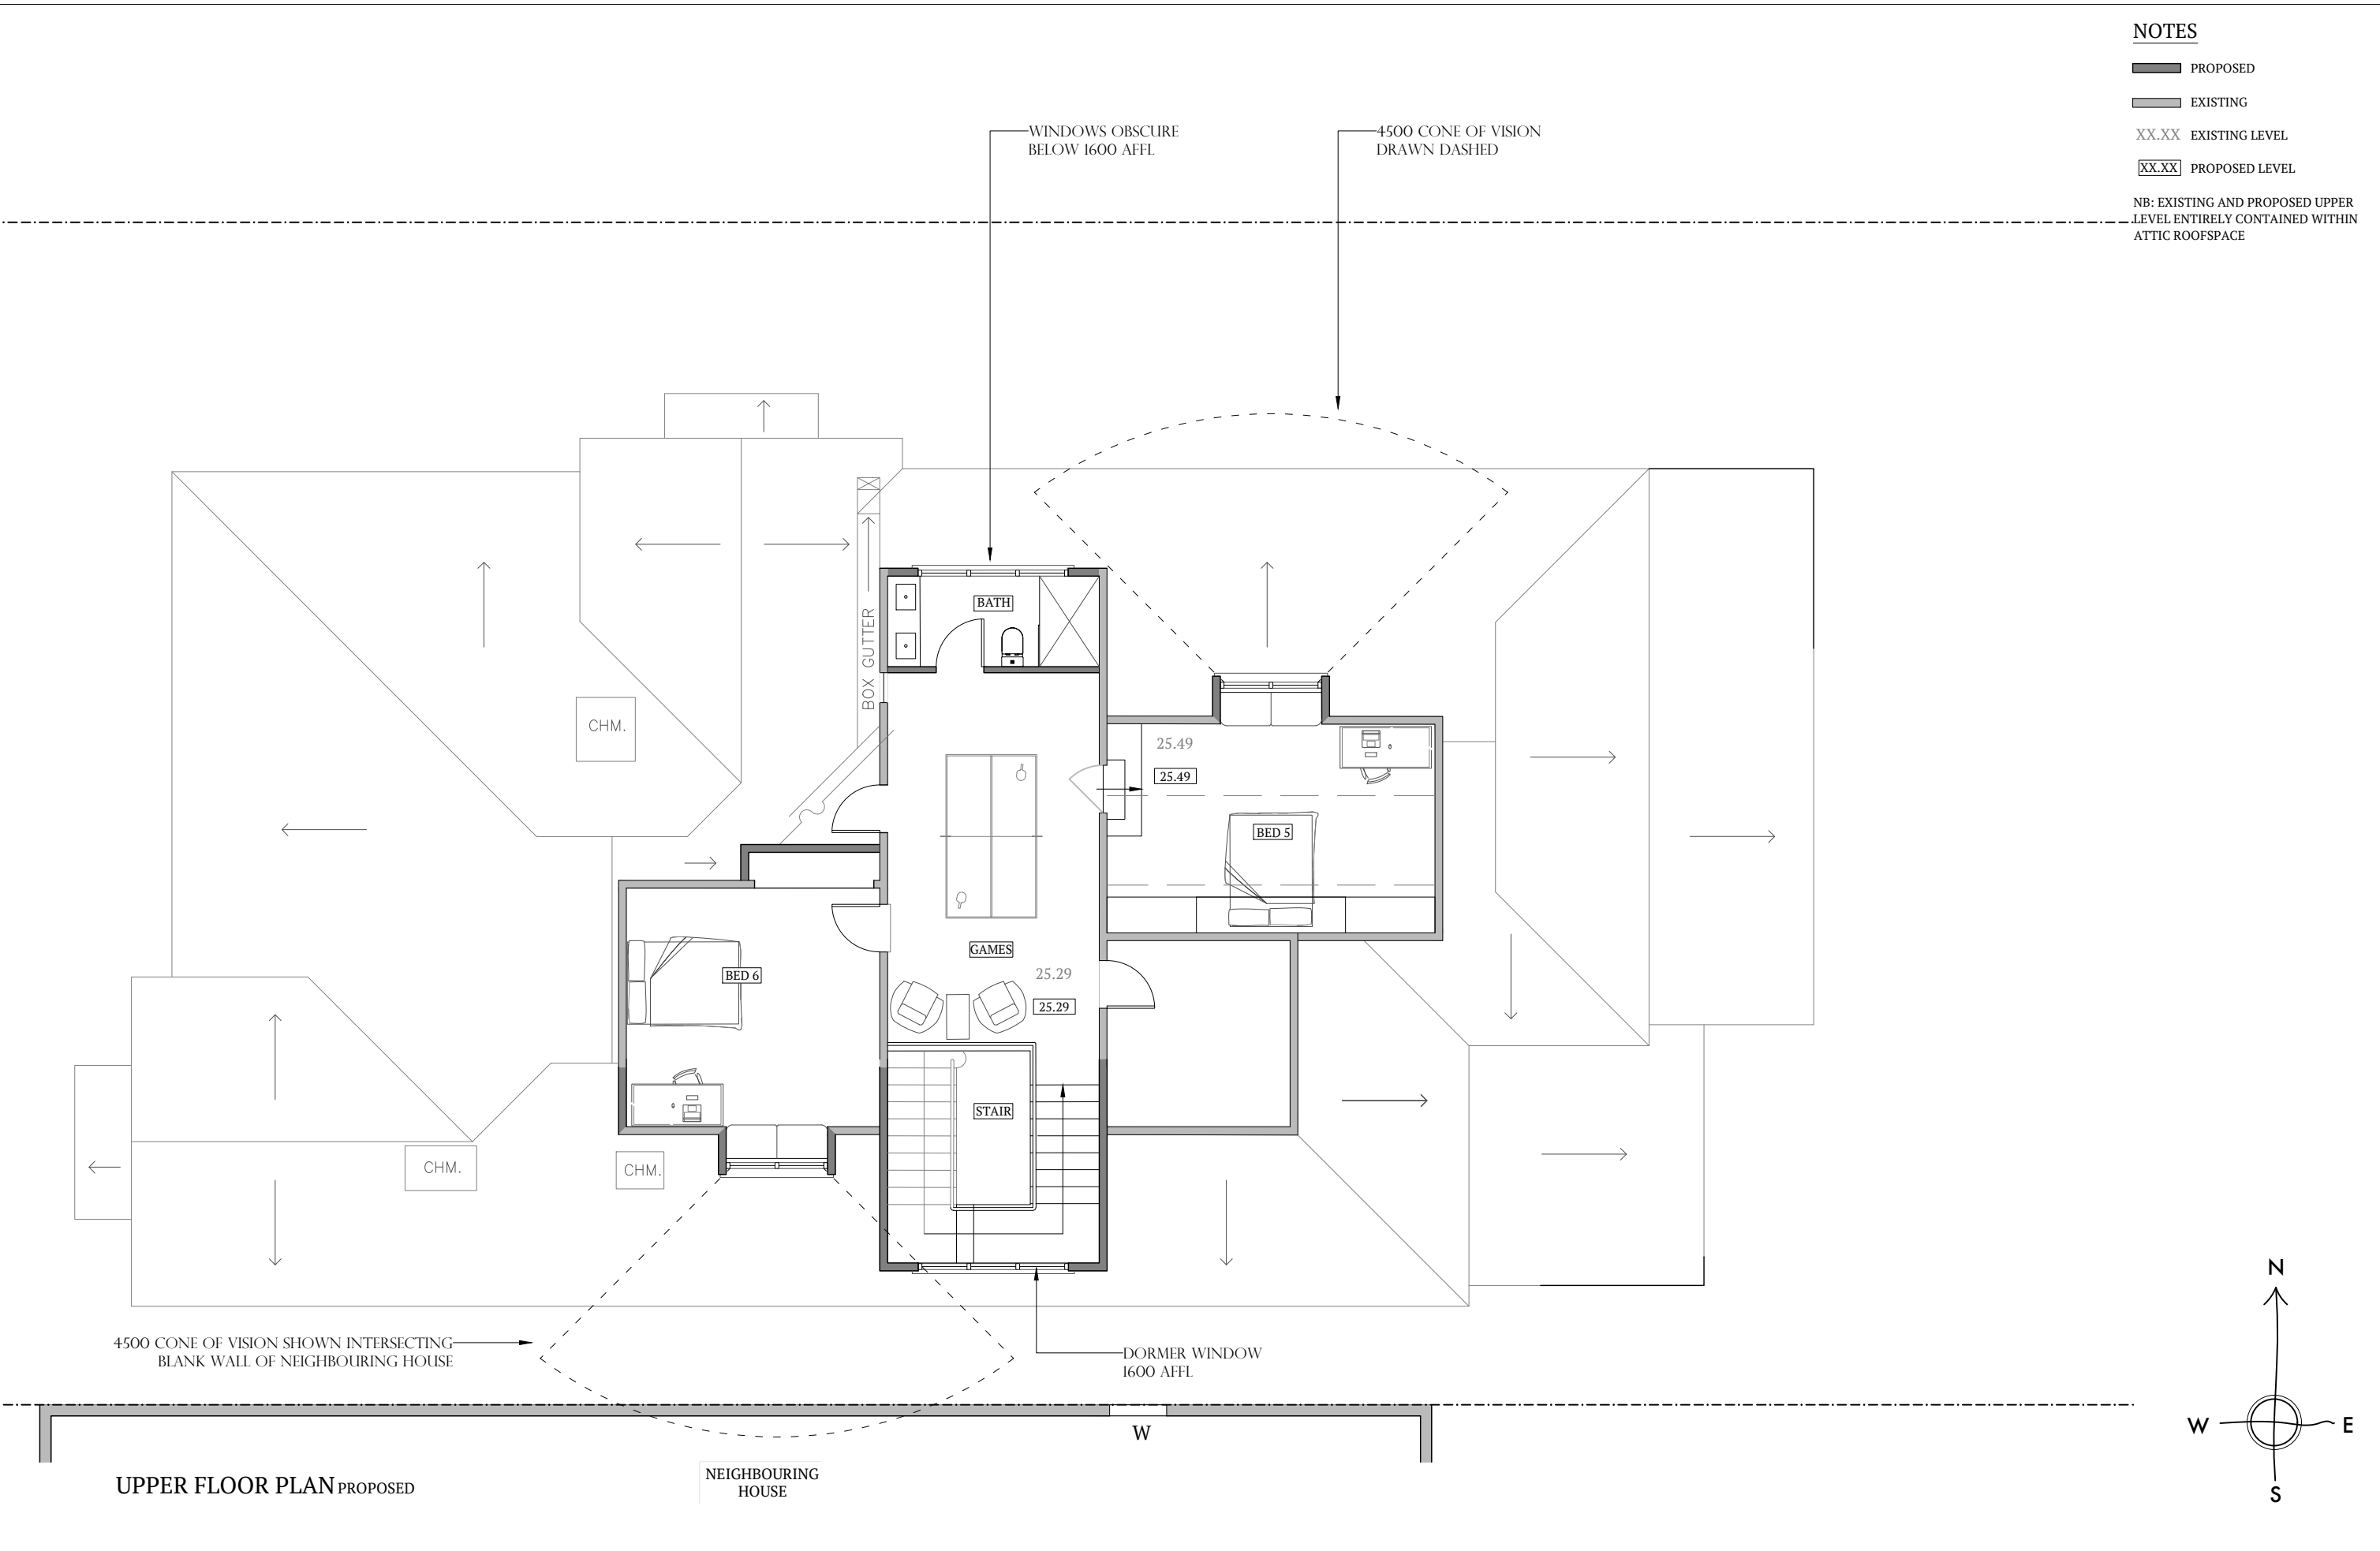 NOTES
PROPOSED
EXISTING
XX.XX EXISTING LEVEL
XX.XX PROPOSED LEVEL
NB: EXISTING AND PROPOSED UPPER
LEVEL ENTIRELY CONTAINED WITHIN
ATTIC ROOFSPACE
WINDOWS OBSCURE
BELOW 1600 AFFL
4500 CONE OF VISION
DRAWN DASHED
BOX GUTTER
BATH
CHM.
25.49
25.49
BED 5
GAMES
25.29
25.29
BED 6
STAIR
CHM.
CHM.
4500 CONE OF VISION SHOWN INTERSECTING
BLANK WALL OF NEIGHBOURING HOUSE
DORMER WINDOW
1600 AFFL
W
NEIGHBOURING
HOUSE
UPPER FLOOR PLAN PROPOSED
N
W
E
S